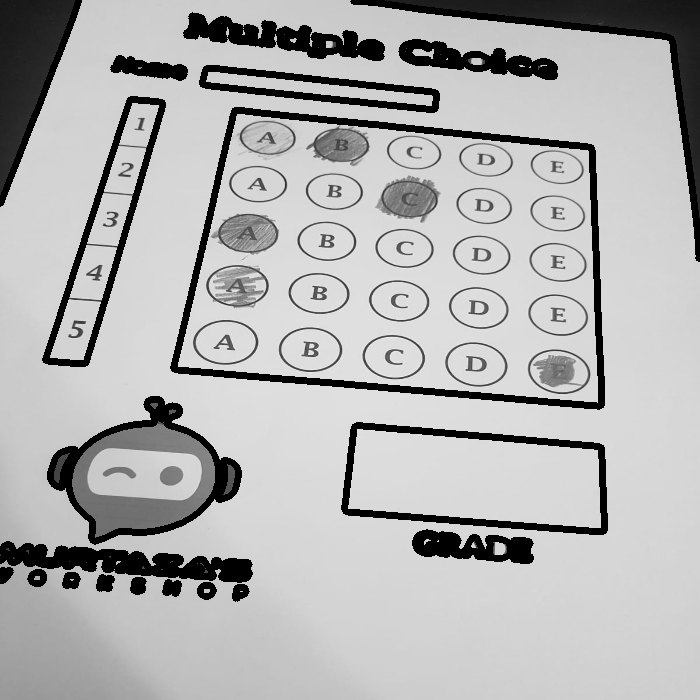 Multiple Choice
Name
1 A B C D E
2 A B C D E
3 A B C D E
4 A B C D E
5 A B C D E
GRADE
MURTAZA'S
WORKSHOP